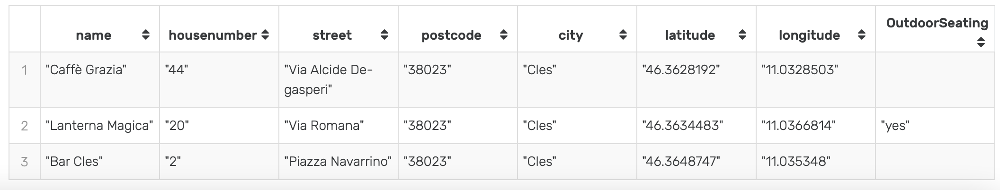 name housenumber street postcode city latitude longitude OutdoorSeating
1 "Caffè Grazia" "44" "Via Alcide De-
gasperi" "38023" "Cles" "46.3628192" "11.0328503"
2 "Lanterna Magica" "20" "Via Romana" "38023" "Cles" "46.3634483" "11.0366814" "yes"
3 "Bar Cles" "2" "Piazza Navarrino" "38023" "Cles" "46.3648747" "11.035348"